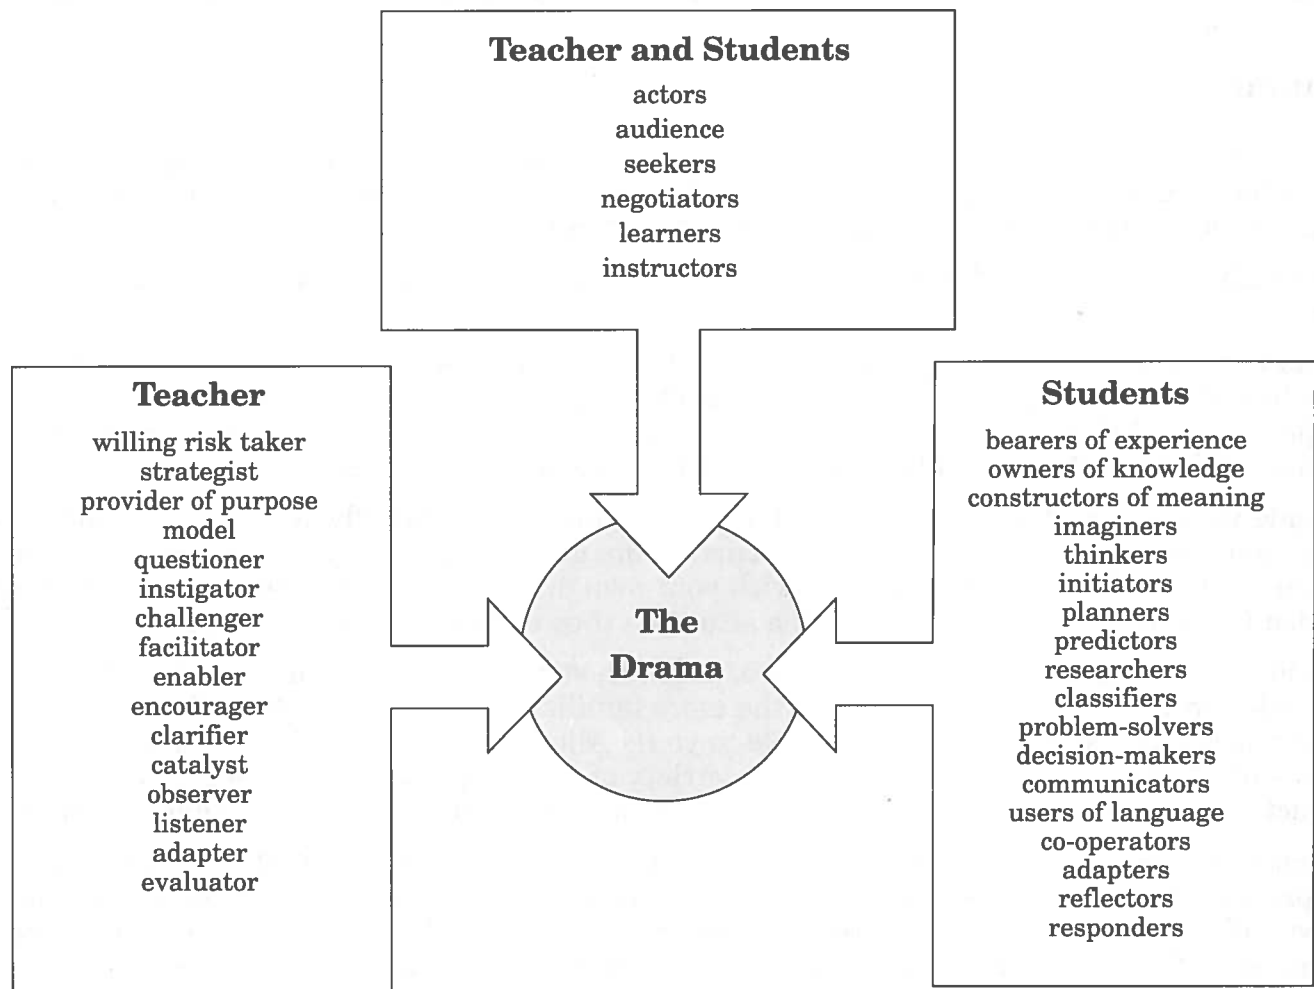 Teacher and Students
actors
audience
seekers
negotiators
learners
instructors
Teacher
willing risk taker
strategist
provider of purpose
model
questioner
instigator
challenger
facilitator
enabler
encourager
clarifier
catalyst
observer
listener
adapter
evaluator
The
Drama
Students
bearers of experience
owners of knowledge
constructors of meaning
imaginers
thinkers
initiators
planners
predictors
researchers
classifiers
problem-solvers
decision-makers
communicators
users of language
co-operators
adapters
reflectors
responders